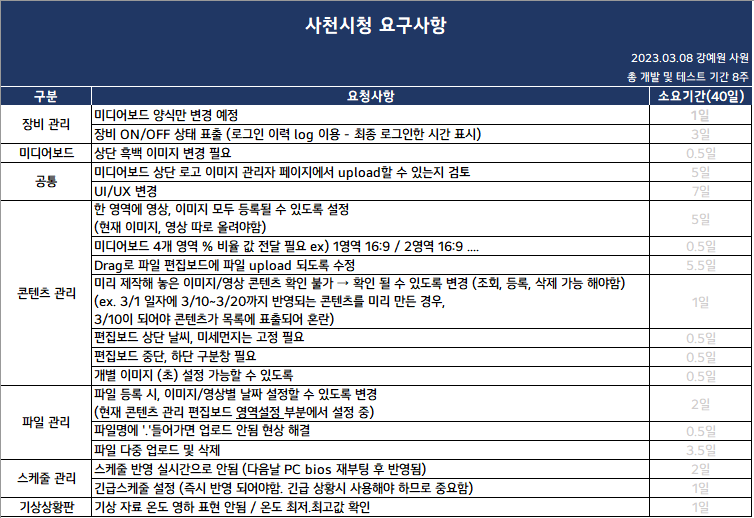 사천시청 요구사항
2023.03.08 강예원 사원
총 개발 및 테스트 기간 8주
구분 요청사항 소요기간(40일)
장비 관리
미디어보드 양식만 변경 예정 1일
장비 ON/OFF 상태 표출 (로그인 이력 log 이용 - 최종 로그인한 시간 표시) 3일
미디어보드 상단 흑백 이미지 변경 필요 0.5일
공통
미디어보드 상단 로고 이미지 관리자 페이지에서 upload할 수 있는지 검토 5일
UI/UX 변경 7일
콘텐츠 관리
한 영역에 영상, 이미지 모두 등록될 수 있도록 설정
(현재 이미지, 영상 따로 올려야함) 5일
미디어보드 4개 영역 % 비율 값 전달 필요 ex) 1영역 16:9 / 2영역 16:9 ....  0.5일
Drag로 파일 편집보드에 파일 upload 되도록 수정 5.5일
미리 제작해 놓은 이미지/영상 콘텐츠 확인 불가 → 확인 될 수 있도록 변경 (조회, 등록, 삭제 가능 해야함)
(ex. 3/1 일자에 3/10~3/20까지 반영되는 콘텐츠를 미리 만든 경우,
3/10이 되어야 콘텐츠가 목록에 표출되어 혼란) 1일
편집보드 상단 날씨, 미세먼지는 고정 필요 0.5일
편집보드 중단, 하단 구분창 필요 0.5일
개별 이미지 (초) 설정 가능할 수 있도록 0.5일
파일 관리
파일 등록 시, 이미지/영상별 날짜 설정할 수 있도록 변경
(현재 콘텐츠 관리 편집보드 영역설정 부분에서 설정 중) 2일
파일명에 '.'들어가면 업로드 안됨 현상 해결 0.5일
파일 다중 업로드 및 삭제 3.5일
스케줄 관리
스케줄 반영 실시간으로 안됨 (다음날 PC bios 재부팅 후 반영됨) 2일
긴급스케줄 설정 (즉시 반영 되어야함. 긴급 상황시 사용해야 하므로 중요함) 1일
기상상황판 기상 자료 온도 영하 표현 안됨 / 온도 최저.최고값 확인 1일